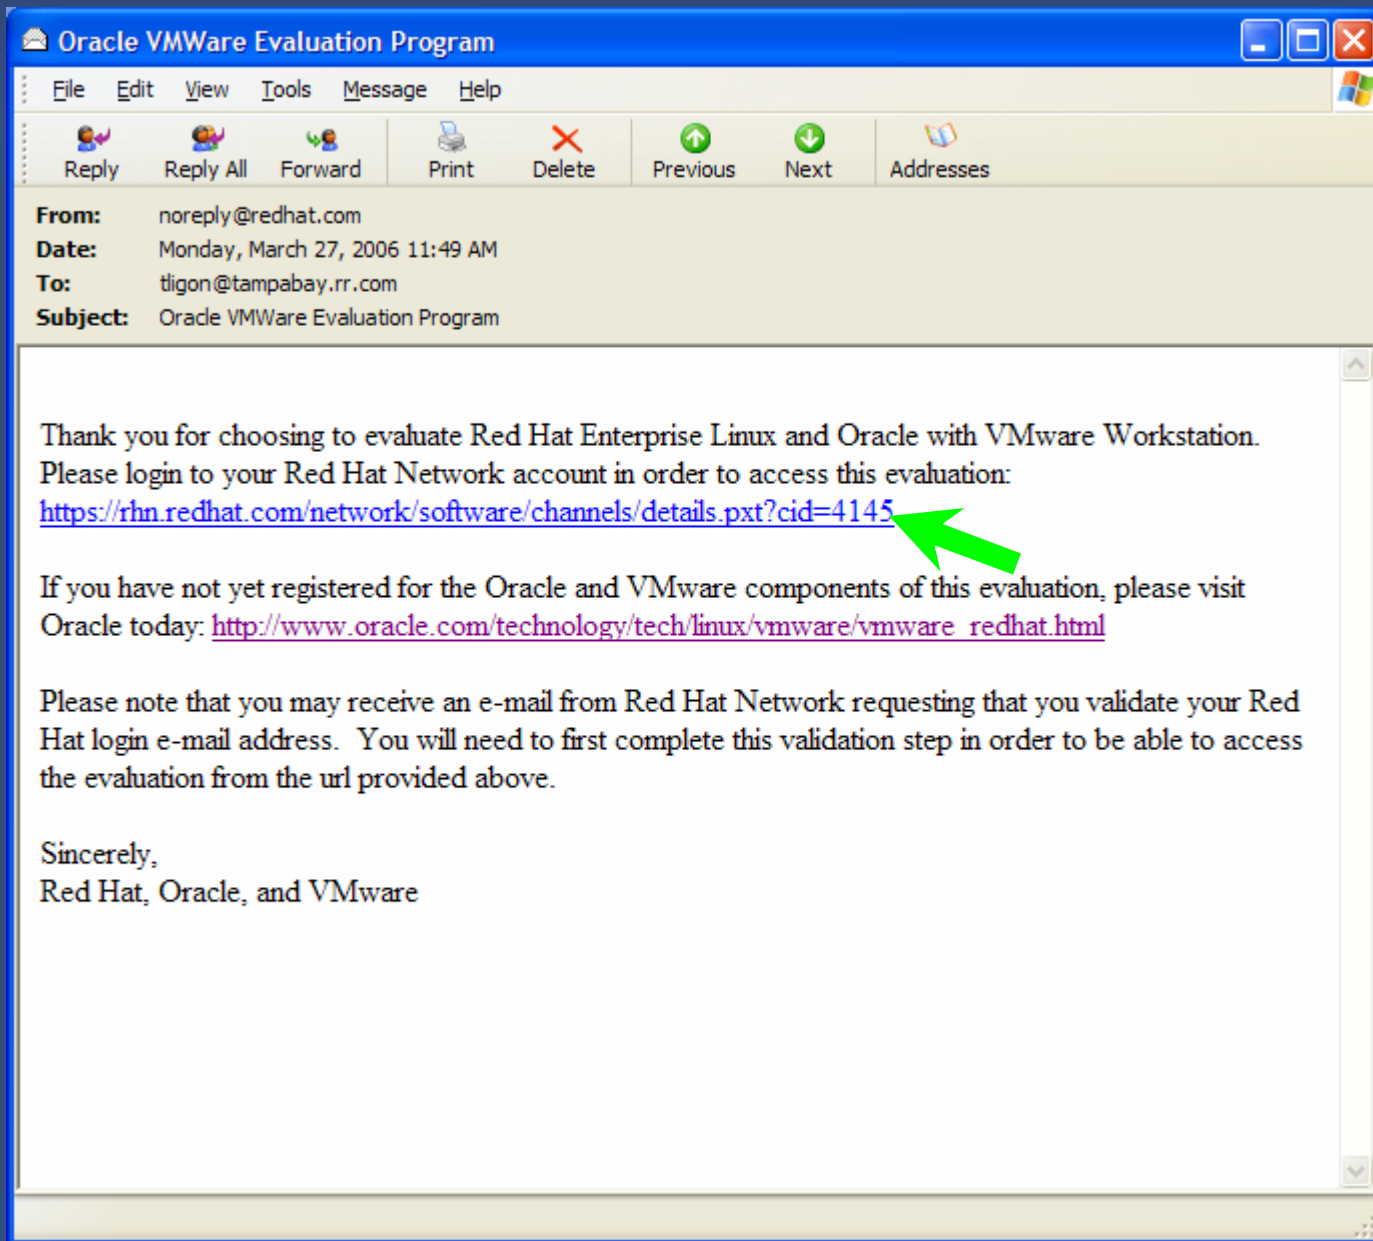 Oracle VMWare Evaluation Program
File Edit View Tools Message Help
Reply Reply All Forward Print Delete Previous Next Addresses
From: noreply@redhat.com
Date: Monday, March 27, 2006 11:49 AM
To: tligon@tampabay.rr.com
Subject: Oracle VMWare Evaluation Program
Thank you for choosing to evaluate Red Hat Enterprise Linux and Oracle with VMware Workstation.
Please login to your Red Hat Network account in order to access this evaluation:
https://rhn.redhat.com/network/software/channels/details.pxt?cid=4145
If you have not yet registered for the Oracle and VMware components of this evaluation, please visit
Oracle today: http://www.oracle.com/technology/tech/linux/vmware/vmware_redhat.html
Please note that you may receive an e-mail from Red Hat Network requesting that you validate your Red
Hat login e-mail address.  You will need to first complete this validation step in order to be able to access
the evaluation from the url provided above.
Sincerely,
Red Hat, Oracle, and VMware